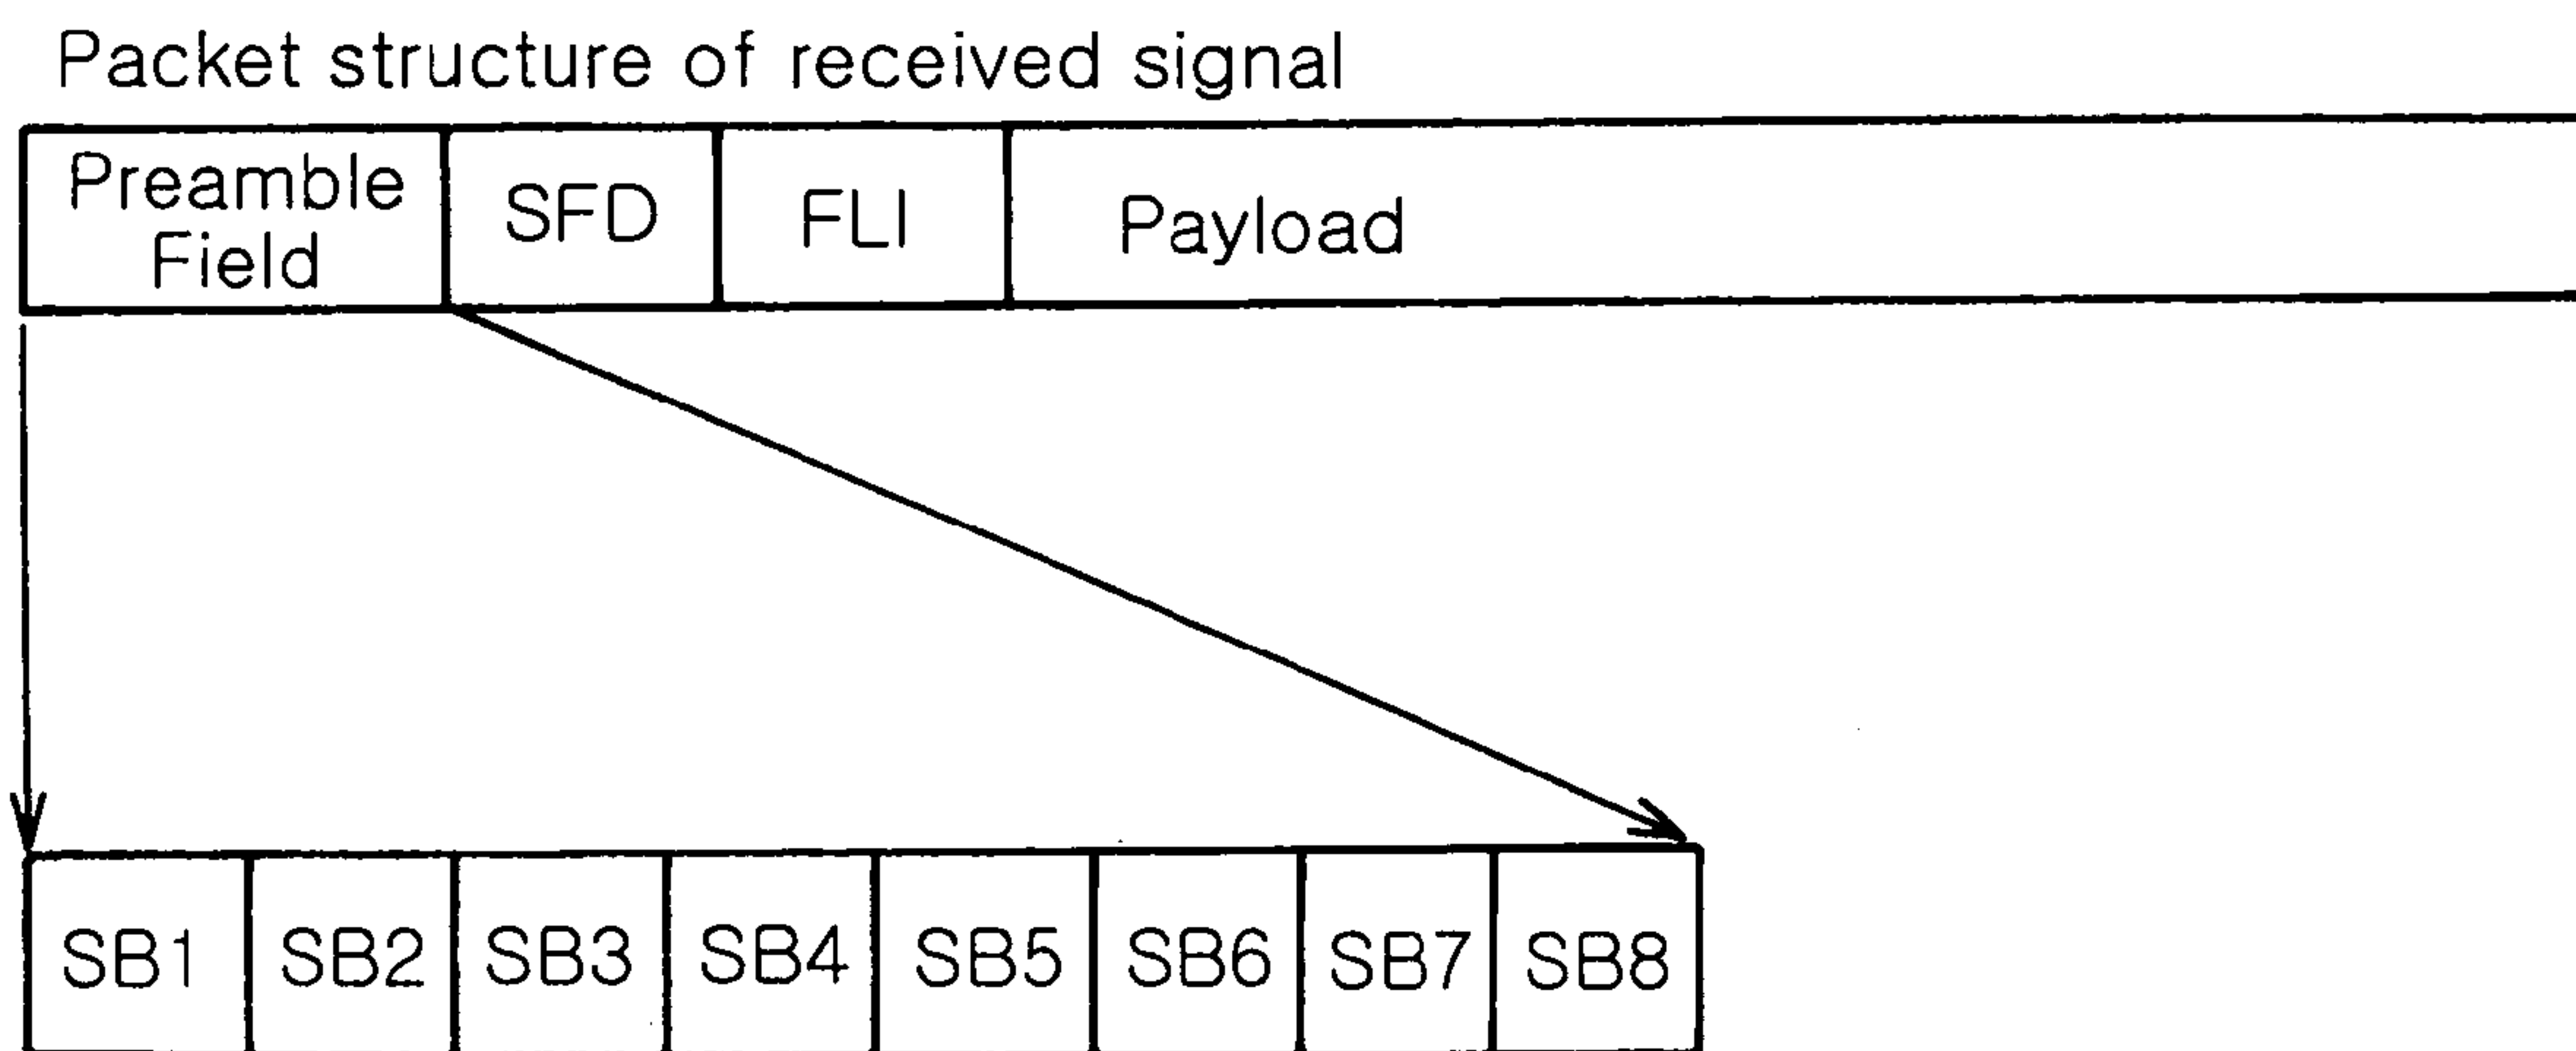 Packet structure of received signal
Preamble Field SFD FLI Payload
SB1 SB2 SB3 SB4 SB5 SB6 SB7 SB8